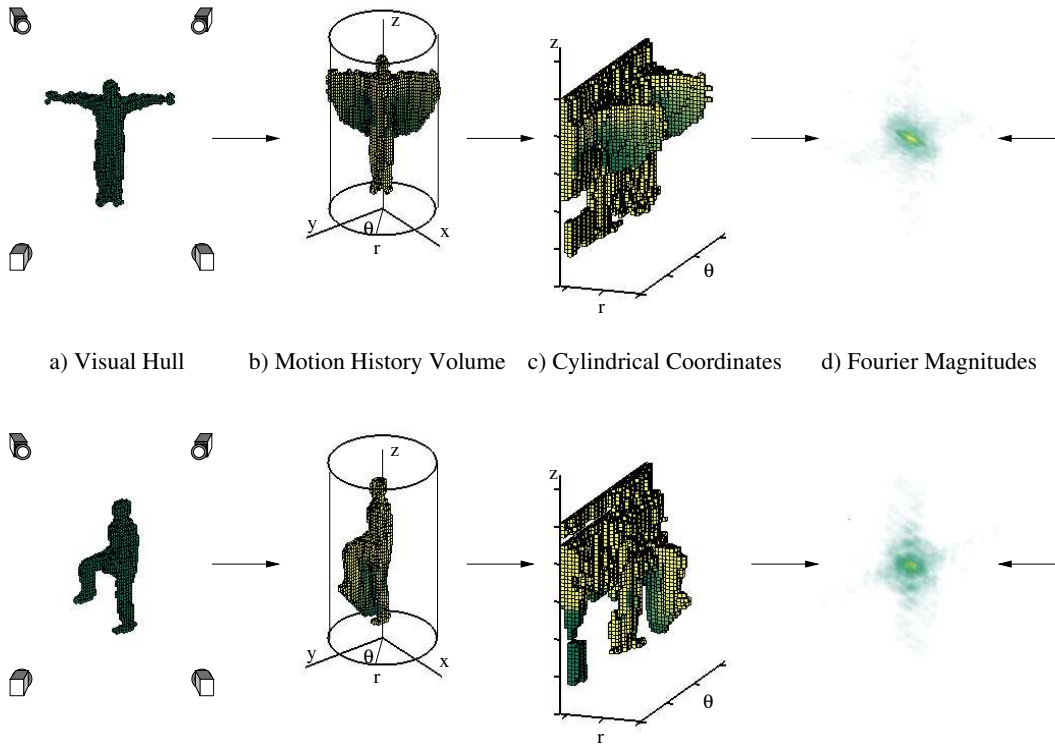 z
y
θ
r
x
z
θ
r
a) Visual Hull
b) Motion History Volume
c) Cylindrical Coordinates
d) Fourier Magnitudes
z
y
θ
r
x
z
θ
r